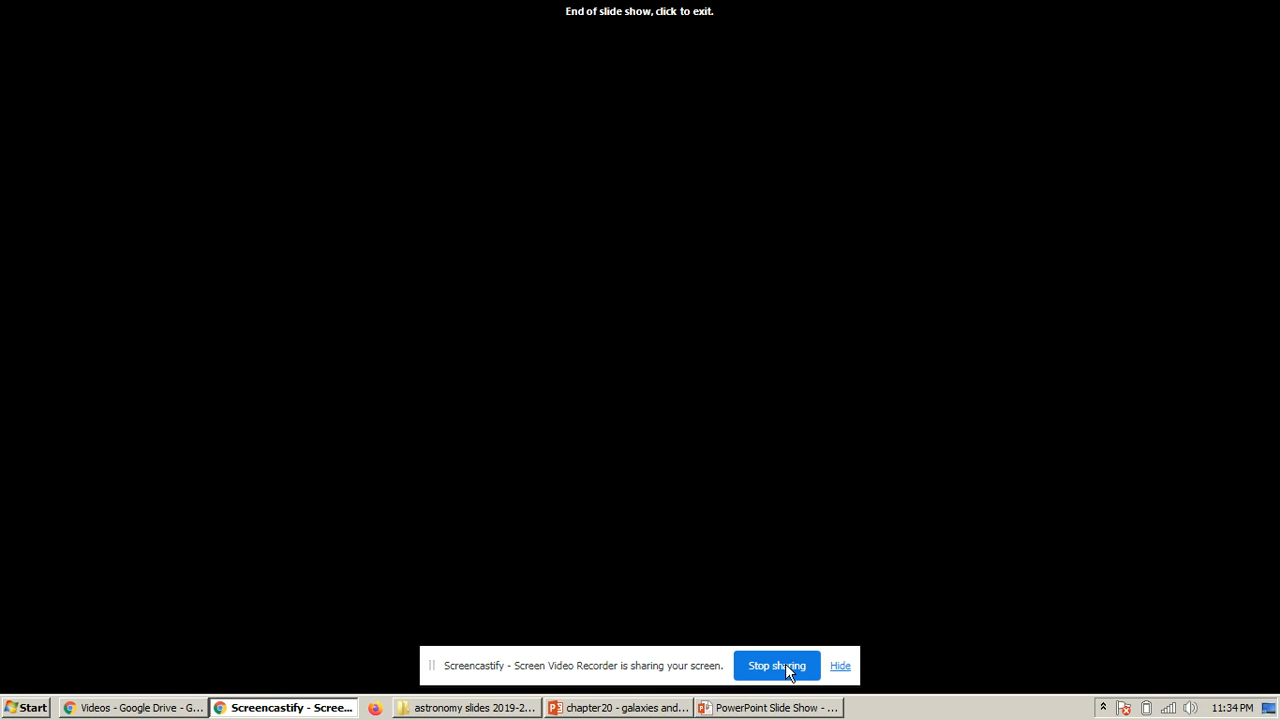 End of slide show, click to exit.
Screencastify - Screen Video Recorder is sharing your screen.
Stop sharing
Hide
Start
Videos - Google Drive - G...
Screencastify - Scree...
astronomy slides 2019-2...
chapter20 - galaxies and...
PowerPoint Slide Show - ...
11:34 PM